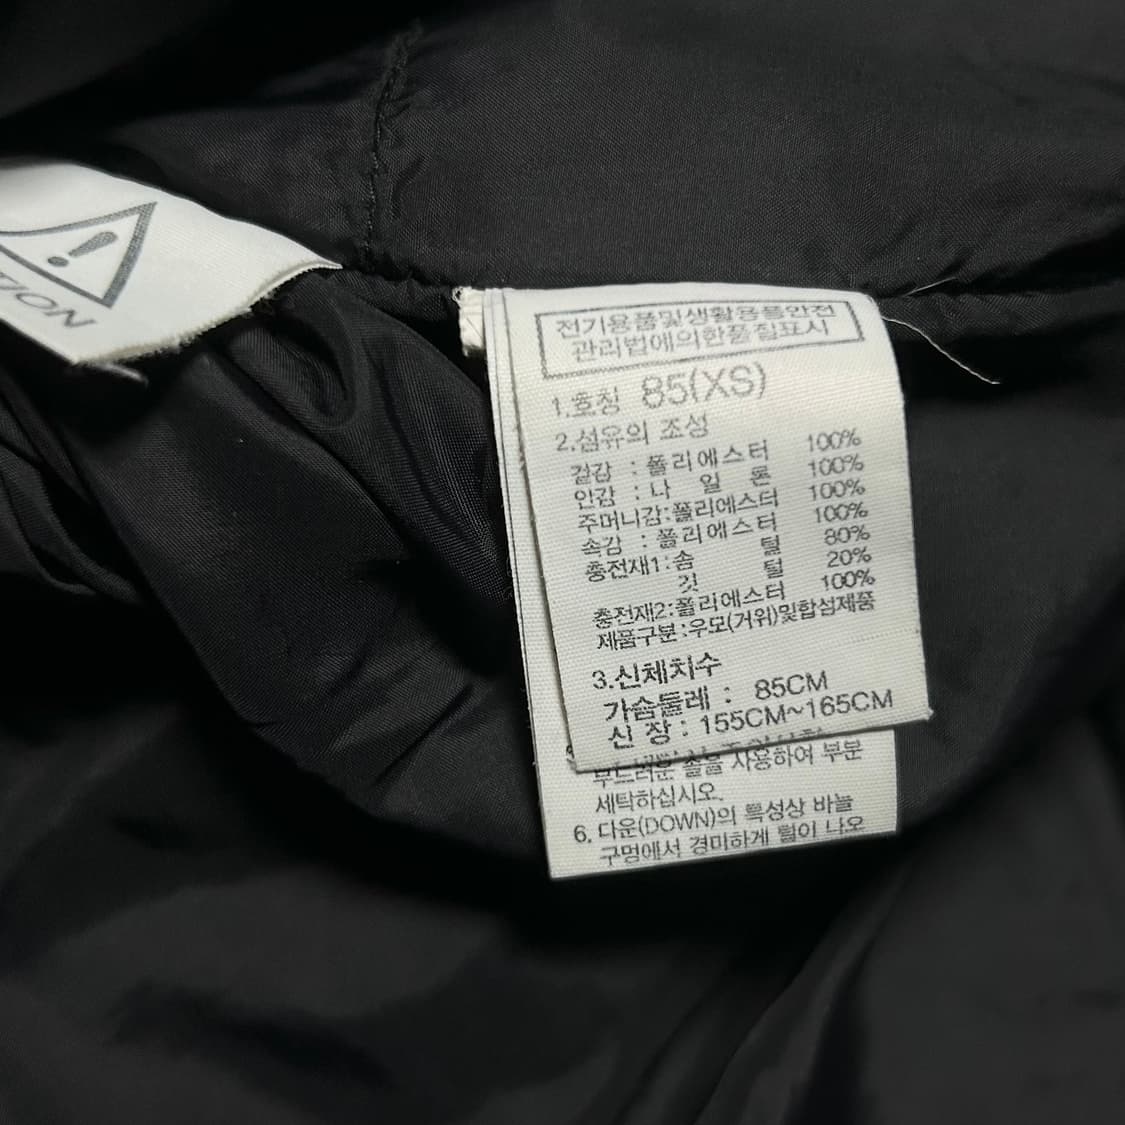 TION
전기용품및생활용품안전
관리법에의한품질표시
1.호칭 85(XS)
2.섬유의 조성
겉감 : 폴리에스터 100%
안감 : 나 일 론 100%
주머니감:폴리에스터 100%
속감 : 폴리에스터 100%
충전재1:솜 털 80%
깃 털 20%
충전재2:폴리에스터 100%
제품구분:우모(거위)및합섬제품
3.신체치수
가슴둘레 : 85CM
신 장 : 155CM~165CM
부드러운 솔을 사용하여 부분
세탁하십시오.
6. 다운(DOWN)의 특성상 바늘
구멍에서 경미하게 털이 나오